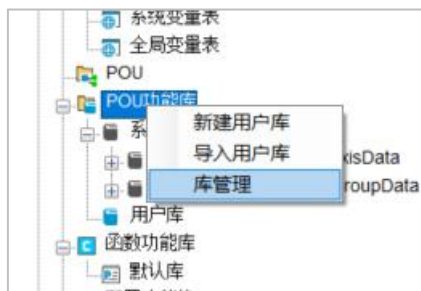 系统变量表
全局变量表
POU
POU功能库
系
新建用户库
导入用户库
xisData
库管理
roupData
用户库
函数功能库
默认库